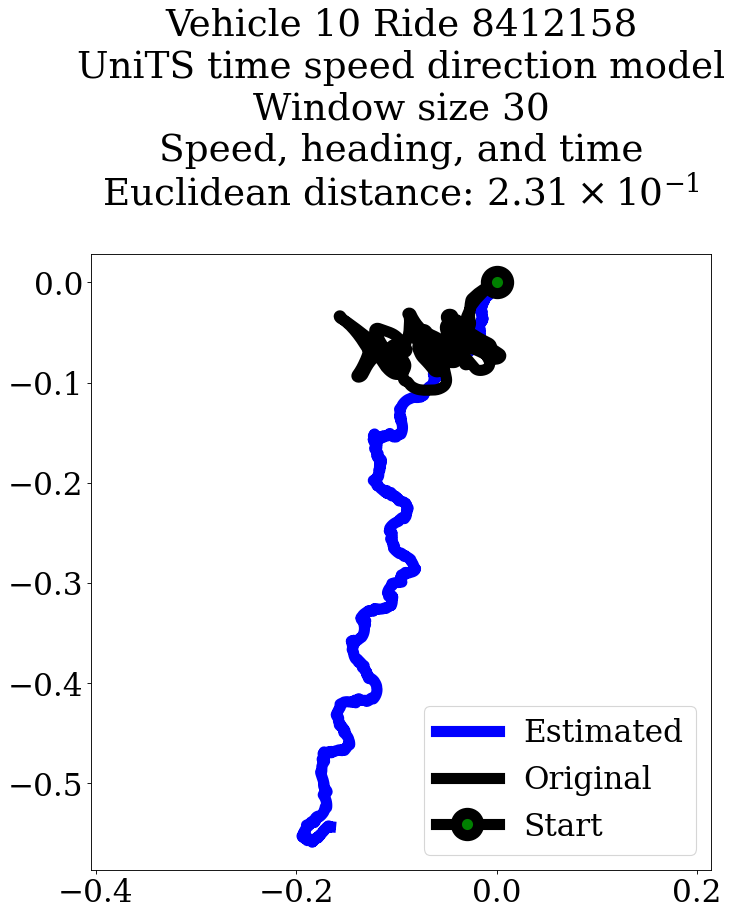 Vehicle 10 Ride 8412158
UniTS time speed direction model
Window size 30
Speed, heading, and time
Euclidean distance: 2.31 × 10⁻¹
0.0
−0.1
−0.2
−0.3
−0.4
−0.5
Estimated
Original
Start
−0.4 −0.2 0.0 0.2